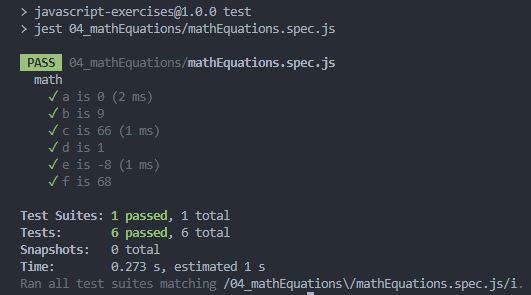 > javascript-exercises@1.0.0 test
> jest 04_mathEquations/mathEquations.spec.js
PASS 04_mathEquations/mathEquations.spec.js
math
✓ a is 0 (2 ms)
✓ b is 9
✓ c is 66 (1 ms)
✓ d is 1
✓ e is -8 (1 ms)
✓ f is 68
Test Suites: 1 passed, 1 total
Tests: 6 passed, 6 total
Snapshots: 0 total
Time: 0.273 s, estimated 1 s
Ran all test suites matching /04_mathEquations\/mathEquations.spec.js/i.